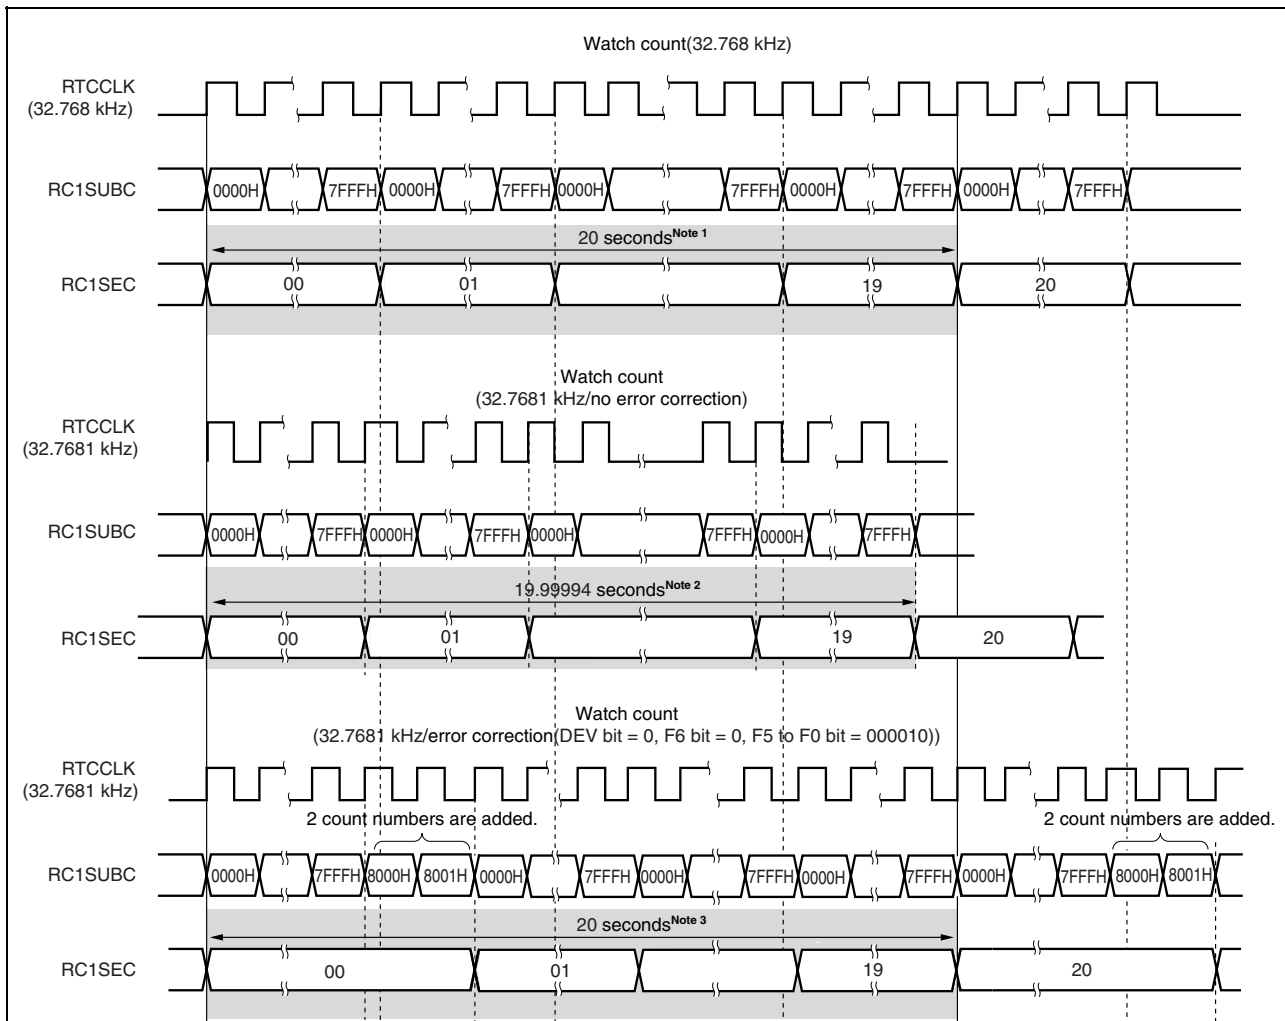 Watch count(32.768 kHz)
RTCCLK
(32.768 kHz)
RC1SUBC 0000H 7FFFH 0000H 7FFFH 0000H 7FFFH 0000H 7FFFH 0000H 7FFFH
20 seconds Note 1
RC1SEC 00 01 19 20
Watch count
(32.7681 kHz/no error correction)
RTCCLK
(32.7681 kHz)
RC1SUBC 0000H 7FFFH 0000H 7FFFH 0000H 7FFFH 0000H 7FFFH
19.99994 seconds Note 2
RC1SEC 00 01 19 20
Watch count
(32.7681 kHz/error correction(DEV bit = 0, F6 bit = 0, F5 to F0 bit = 000010))
RTCCLK
(32.7681 kHz)
2 count numbers are added. 2 count numbers are added.
RC1SUBC 0000H 7FFFH 8000H 8001H 0000H 7FFFH 0000H 7FFFH 0000H 7FFFH 0000H 7FFFH 8000H 8001H
20 seconds Note 3
RC1SEC 00 01 19 20